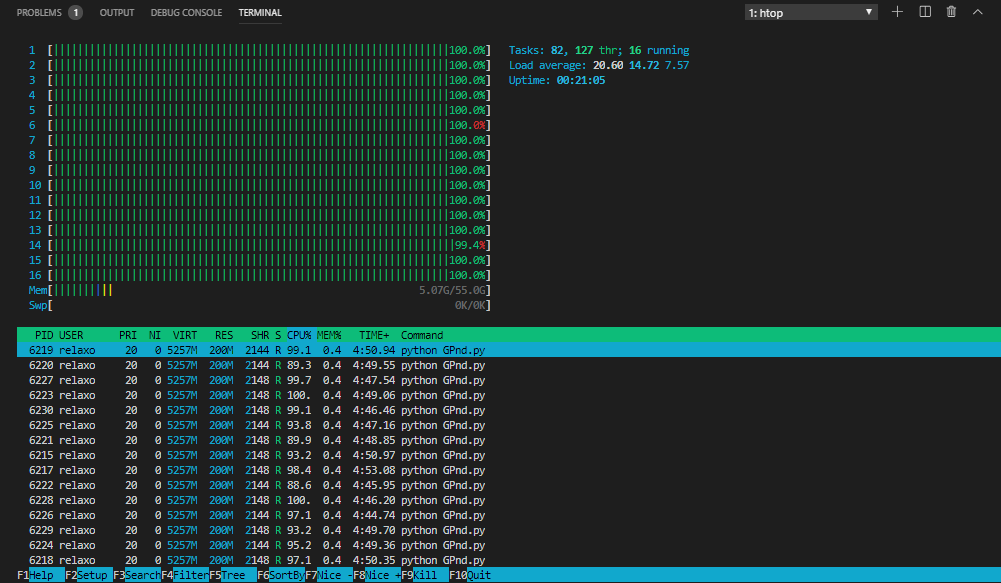 PROBLEMS 1 OUTPUT DEBUG CONSOLE TERMINAL 1: htop
1 [100.0%] Tasks: 82, 127 thr; 16 running
2 [100.0%] Load average: 20.60 14.72 7.57
3 [100.0%] Uptime: 00:21:05
4 [100.0%]
5 [100.0%]
6 [100.0%]
7 [100.0%]
8 [100.0%]
9 [100.0%]
10 [100.0%]
11 [100.0%]
12 [100.0%]
13 [100.0%]
14 [99.4%]
15 [100.0%]
16 [100.0%]
Mem[5.07G/55.0G]
Swp[0K/0K]
PID USER PRI NI VIRT RES SHR S CPU% MEM% TIME+ Command
6219 relaxo 20 0 5257M 200M 2144 R 99.1 0.4 4:50.94 python GPnd.py
6220 relaxo 20 0 5257M 200M 2144 R 89.3 0.4 4:49.55 python GPnd.py
6227 relaxo 20 0 5257M 200M 2148 R 99.7 0.4 4:47.54 python GPnd.py
6223 relaxo 20 0 5257M 200M 2148 R 100. 0.4 4:49.06 python GPnd.py
6230 relaxo 20 0 5257M 200M 2148 R 99.1 0.4 4:46.46 python GPnd.py
6225 relaxo 20 0 5257M 200M 2144 R 93.8 0.4 4:47.16 python GPnd.py
6221 relaxo 20 0 5257M 200M 2148 R 89.9 0.4 4:48.85 python GPnd.py
6215 relaxo 20 0 5257M 200M 2148 R 93.2 0.4 4:50.97 python GPnd.py
6217 relaxo 20 0 5257M 200M 2148 R 98.4 0.4 4:53.08 python GPnd.py
6222 relaxo 20 0 5257M 200M 2144 R 88.6 0.4 4:45.95 python GPnd.py
6228 relaxo 20 0 5257M 200M 2148 R 100. 0.4 4:46.20 python GPnd.py
6226 relaxo 20 0 5257M 200M 2144 R 97.1 0.4 4:44.74 python GPnd.py
6229 relaxo 20 0 5257M 200M 2148 R 93.2 0.4 4:49.70 python GPnd.py
6224 relaxo 20 0 5257M 200M 2144 R 95.2 0.4 4:49.36 python GPnd.py
6218 relaxo 20 0 5257M 200M 2148 R 97.1 0.4 4:50.35 python GPnd.py
F1Help F2Setup F3SearchF4FilterF5Tree F6SortByF7Nice -F8Nice +F9Kill F10Quit